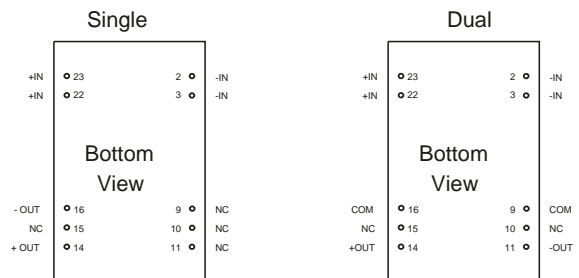 Single Dual
+IN 23 2 -IN +IN 23 2 -IN
+IN 22 3 -IN +IN 22 3 -IN
Bottom Bottom
View View
- OUT 16 9 NC COM 16 9 COM
NC 15 10 NC NC 15 10 NC
+ OUT 14 11 NC +OUT 14 11 -OUT